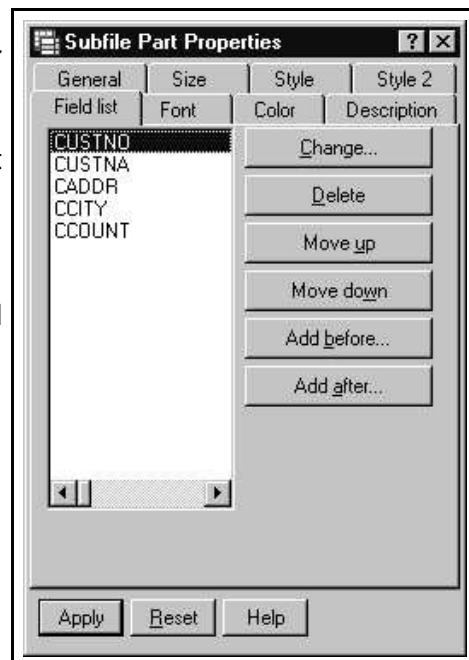 Subfile Part Properties
General Size Style Style 2
Field list Font Color Description
CUSTNO
CUSTNA
CADDR
CCITY
CCOUNT
Change...
Delete
Move up
Move down
Add before...
Add after...
Apply Reset Help